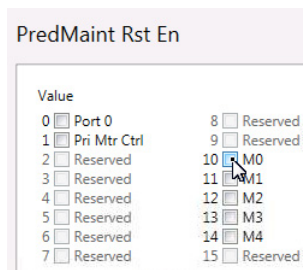 PredMaint Rst En
Value
0 Port 0
1 Pri Mtr Ctrl
2 Reserved
3 Reserved
4 Reserved
5 Reserved
6 Reserved
7 Reserved
8 Reserved
9 Reserved
10 M0
11 M1
12 M2
13 M3
14 M4
15 Reserved